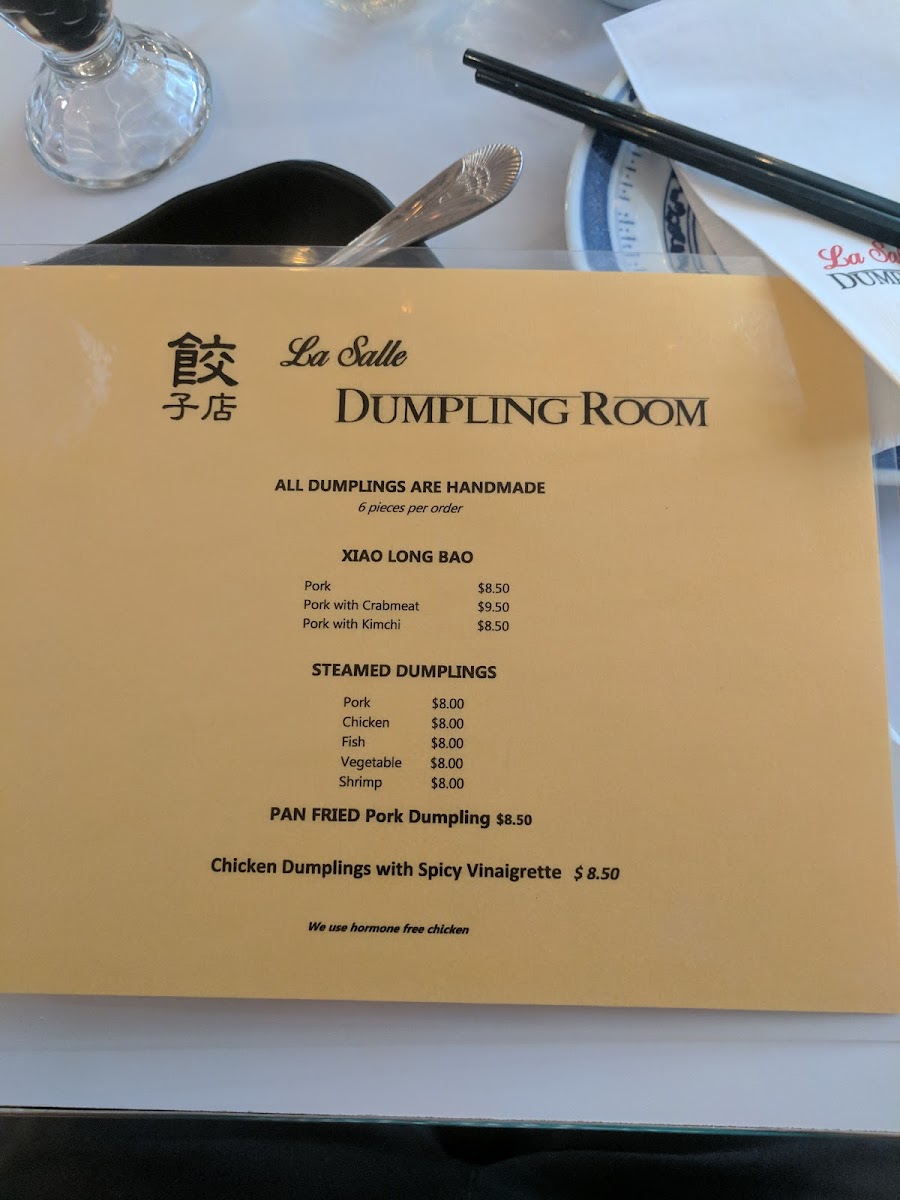 La Sa
DUMP
餃
子店
La Salle
DUMPLING ROOM
ALL DUMPLINGS ARE HANDMADE
6 pieces per order
XIAO LONG BAO
Pork $8.50
Pork with Crabmeat $9.50
Pork with Kimchi $8.50
STEAMED DUMPLINGS
Pork $8.00
Chicken $8.00
Fish $8.00
Vegetable $8.00
Shrimp $8.00
PAN FRIED Pork Dumpling $8.50
Chicken Dumplings with Spicy Vinaigrette $ 8.50
We use hormone free chicken